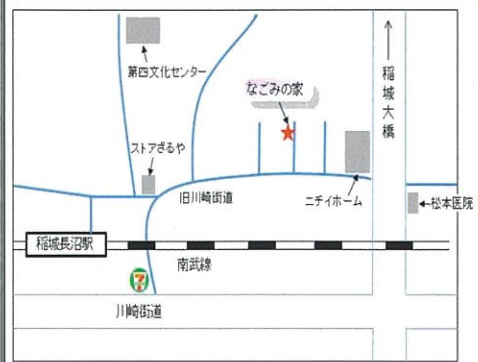 第四文化センター
なごみの家
稲城大橋
ストアざるや
旧川崎街道
ニチイホーム
松本医院
稲城長沼駅
南武線
7
川崎街道